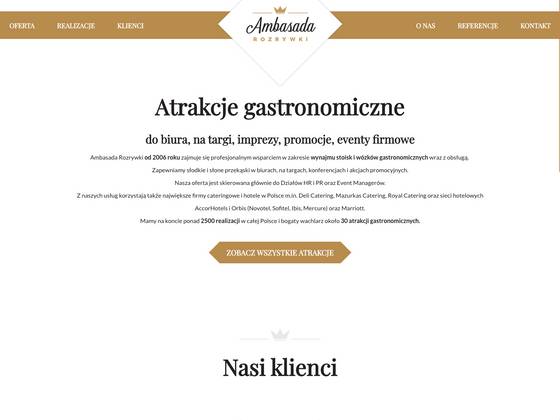 OFERTA REALIZACJE KLIENCI Ambasada ROZRYWKI O NAS REFERENCJE KONTAKT
Atrakcje gastronomiczne
do biura, na targi, imprezy, promocje, eventy firmowe
Ambasada Rozrywki od 2006 roku zajmuje się profesjonalnym wsparciem w zakresie wynajmu stoisk i wózków gastronomicznych wraz z obsługą.
Zapewniamy słodkie i słone przekąski w biurach, na targach, konferencjach i akcjach promocyjnych.
Nasza oferta jest skierowana głównie do Działów HR i PR oraz Event Managerów.
Z naszych usług korzystają także największe firmy cateringowe i hotele w Polsce m.in. Deli Catering, Mazurkas Catering, Royal Catering oraz sieci hotelowych
AccorHotels i Orbis (Novotel, Sofitel, Ibis, Mercure) oraz Marriott.
Mamy na koncie ponad 2500 realizacji w całej Polsce i bogaty wachlarz około 30 atrakcji gastronomicznych.
ZOBACZ WSZYSTKIE ATRAKCJE
Nasi klienci